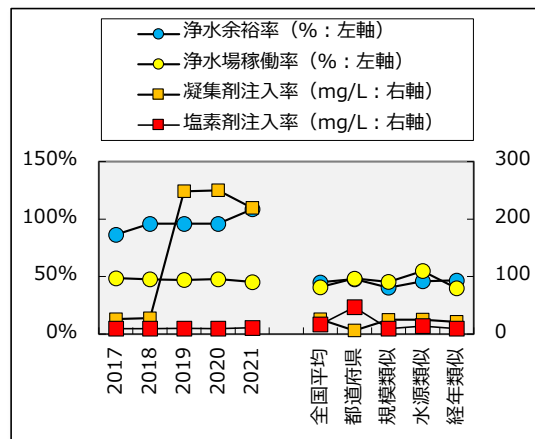 浄水余裕率（%：左軸）
浄水場稼働率（%：左軸）
凝集剤注入率（mg/L：右軸）
塩素剤注入率（mg/L：右軸）
150%
100%
50%
0%
300
200
100
0
2017
2018
2019
2020
2021
全国平均
都道府県
規模類似
水源類似
経年類似